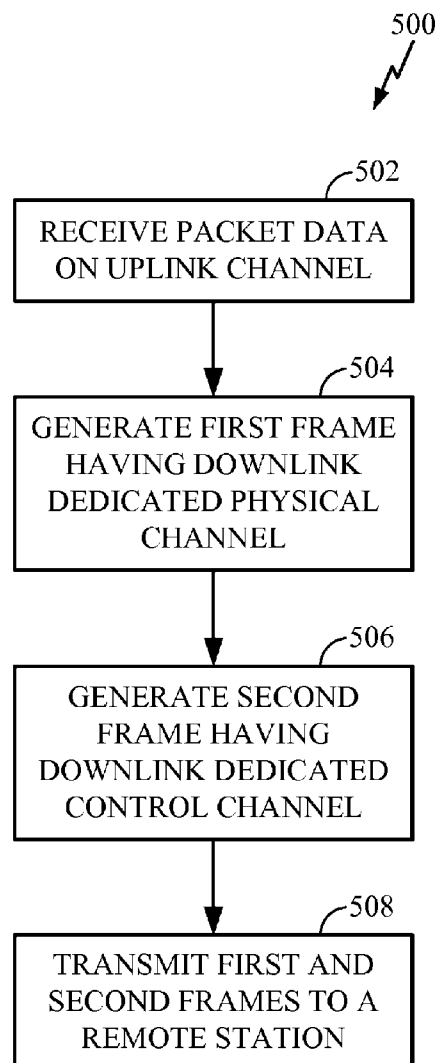 500
502
RECEIVE PACKET DATA
ON UPLINK CHANNEL
504
GENERATE FIRST FRAME
HAVING DOWNLINK
DEDICATED PHYSICAL
CHANNEL
506
GENERATE SECOND
FRAME HAVING
DOWNLINK DEDICATED
CONTROL CHANNEL
508
TRANSMIT FIRST AND
SECOND FRAMES TO A
REMOTE STATION